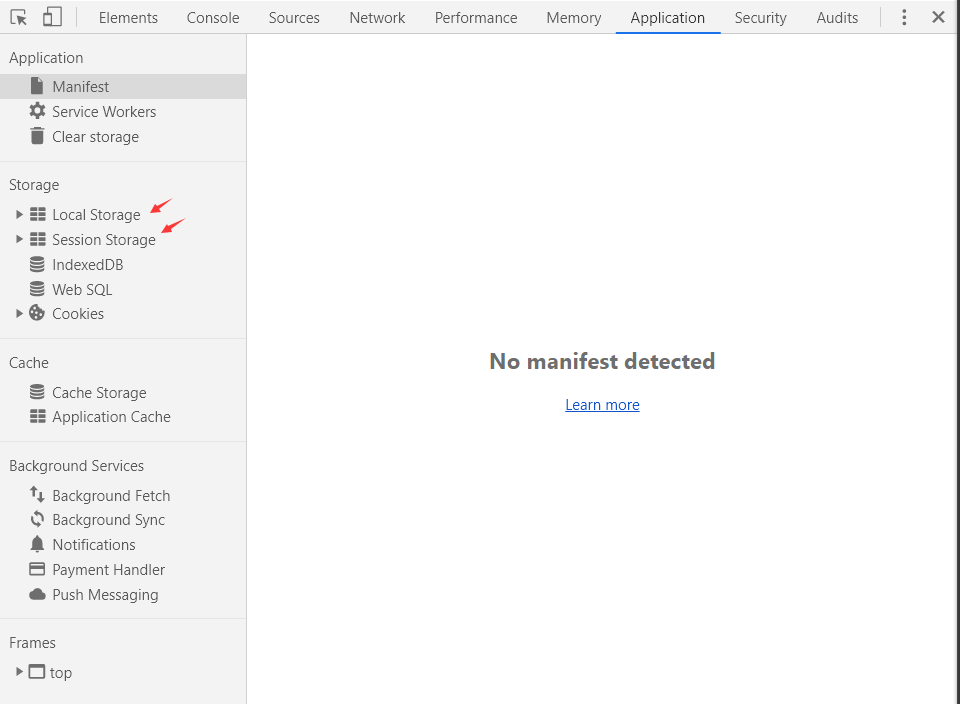 Elements Console Sources Network Performance Memory Application Security Audits
Application
Manifest
Service Workers
Clear storage
Storage
Local Storage
Session Storage
IndexedDB
Web SQL
Cookies
Cache
Cache Storage
Application Cache
Background Services
Background Fetch
Background Sync
Notifications
Payment Handler
Push Messaging
Frames
top
No manifest detected
Learn more